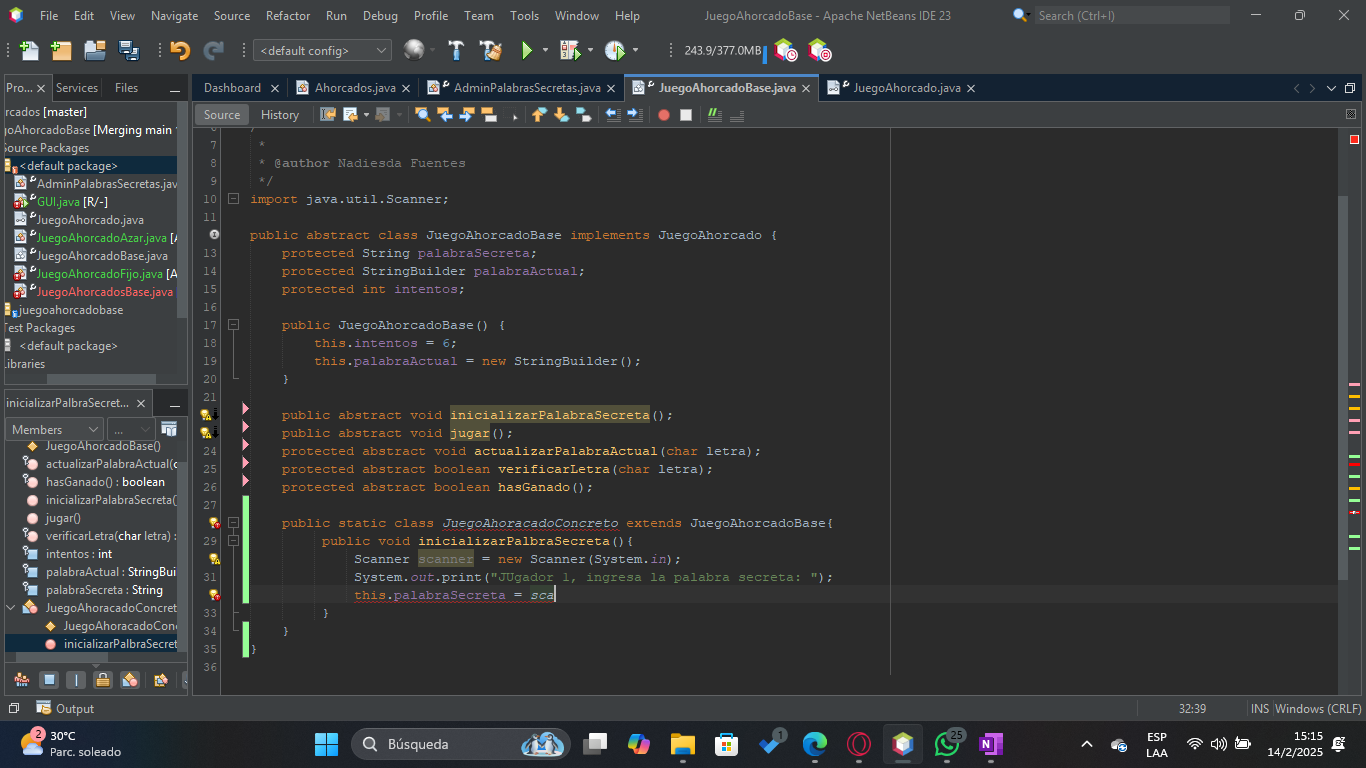 File Edit View Navigate Source Refactor Run Debug Profile Team Tools Window Help
JuegoAhorcadoBase - Apache NetBeans IDE 23
Search (Ctrl+I)
<default config>
243.9/377.0MB
Pro... Services Files
Dashboard Ahorcados.java AdminPalabrasSecretas.java JuegoAhorcadoBase.java JuegoAhorcado.java
Source History
rcados [master]
goAhorcadoBase [Merging main
Source Packages
<default package>
AdminPalabrasSecretas.jav
GUI.java [R/-]
JuegoAhorcado.java
JuegoAhorcadoAzar.java [A
JuegoAhorcadoBase.java
JuegoAhorcadoFijo.java [A
JuegoAhorcadosBase.java
juegoahorcadobase
Test Packages
<default package>
Libraries
inicializarPalbraSecret...
Members ...
JuegoAhorcadoBase()
actualizarPalabraActual(c
hasGanado() : boolean
inicializarPalabraSecreta()
jugar()
verificarLetra(char letra) :
intentos : int
palabraActual : StringBui
palabraSecreta : String
JuegoAhoracadoConcreto
JuegoAhoracadoCon
inicializarPalbraSecret
7 *
8 * @author Nadiesda Fuentes
9 */
10 import java.util.Scanner;
11
public abstract class JuegoAhorcadoBase implements JuegoAhorcado {
13 protected String palabraSecreta;
14 protected StringBuilder palabraActual;
15 protected int intentos;
16
17 public JuegoAhorcadoBase() {
18 this.intentos = 6;
19 this.palabraActual = new StringBuilder();
20 }
21
public abstract void inicializarPalabraSecreta();
public abstract void jugar();
24 protected abstract void actualizarPalabraActual(char letra);
25 protected abstract boolean verificarLetra(char letra);
26 protected abstract boolean hasGanado();
27
public static class JuegoAhoracadoConcreto extends JuegoAhorcadoBase{
29 public void inicializarPalbraSecreta(){
Scanner scanner = new Scanner(System.in);
31 System.out.print("JUgador 1, ingresa la palabra secreta: ");
this.palabraSecreta = sca
33 }
34 }
35 }
36
Output
32:39 INS Windows (CRLF)
2 30°C
Parc. soleado
Búsqueda
1
25
ESP
LAA
15:15
14/2/2025